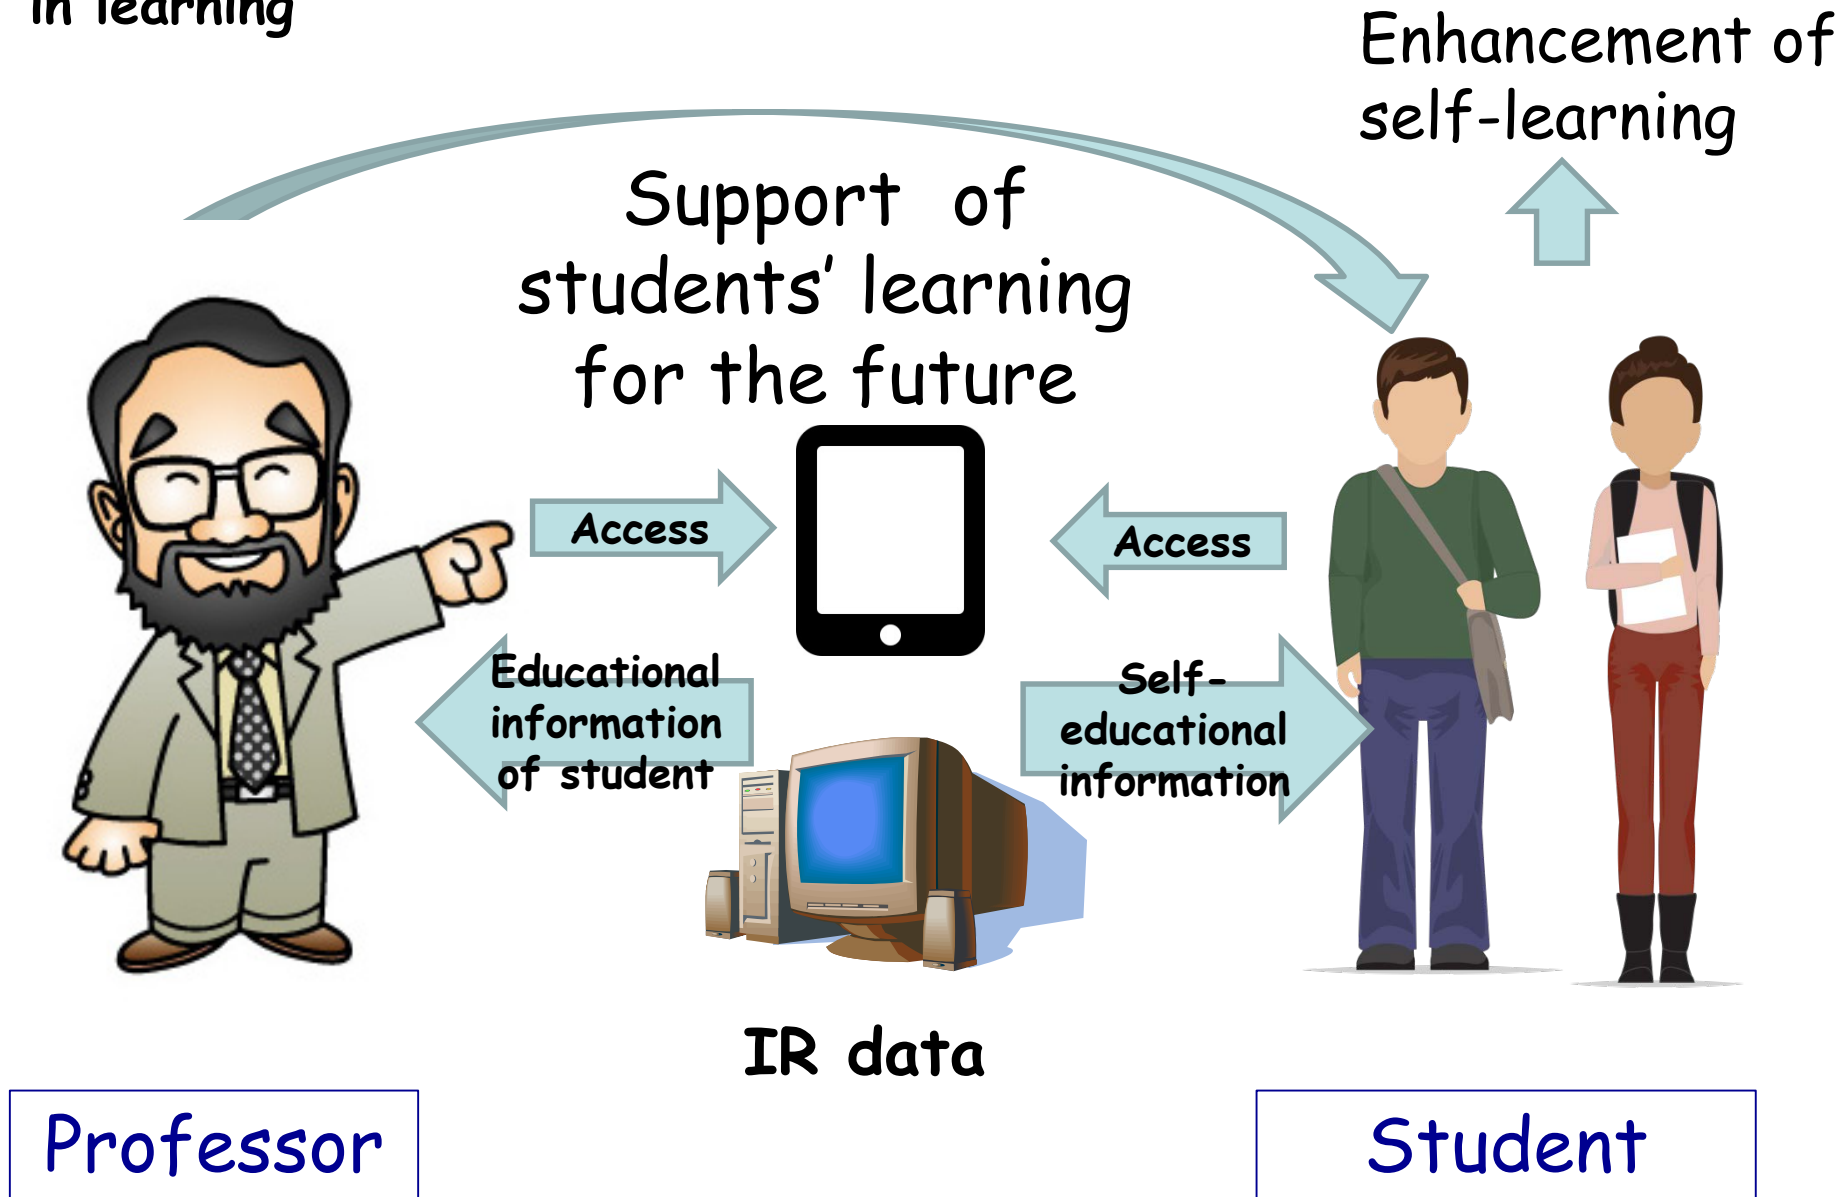 in learning
Enhancement of
self-learning
Support of
students’ learning
for the future
Access
Access
Educational
information
of student
Self-
educational
information
IR data
Professor
Student